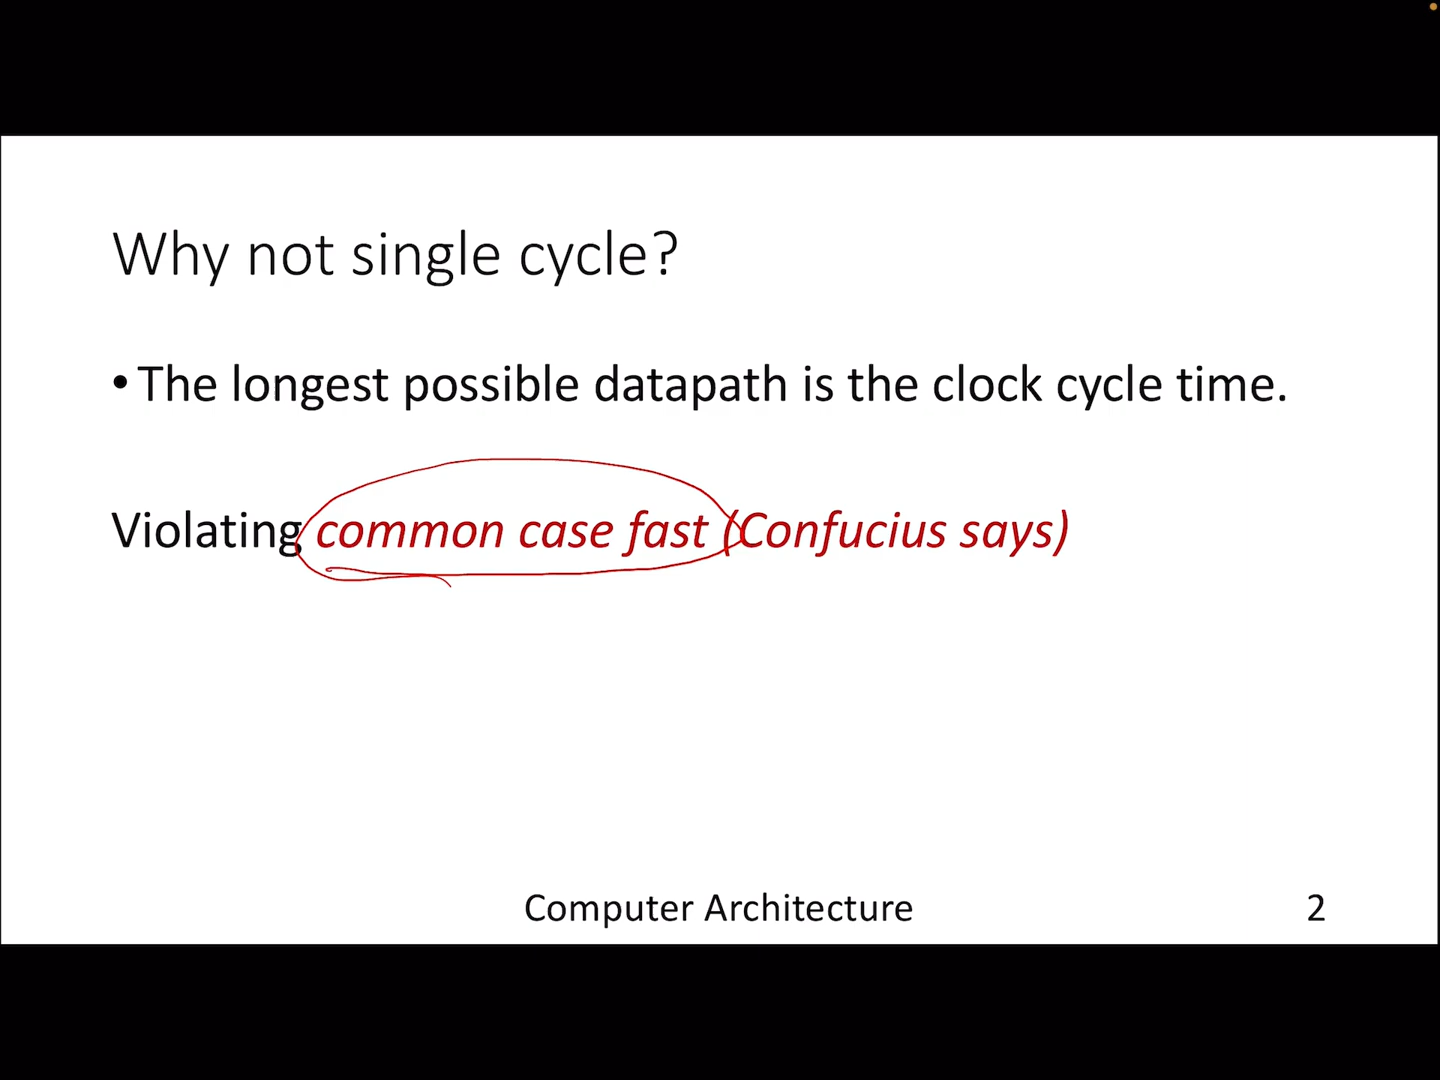 Why not single cycle?
• The longest possible datapath is the clock cycle time.
Violating common case fast (Confucius says)
Computer Architecture
2